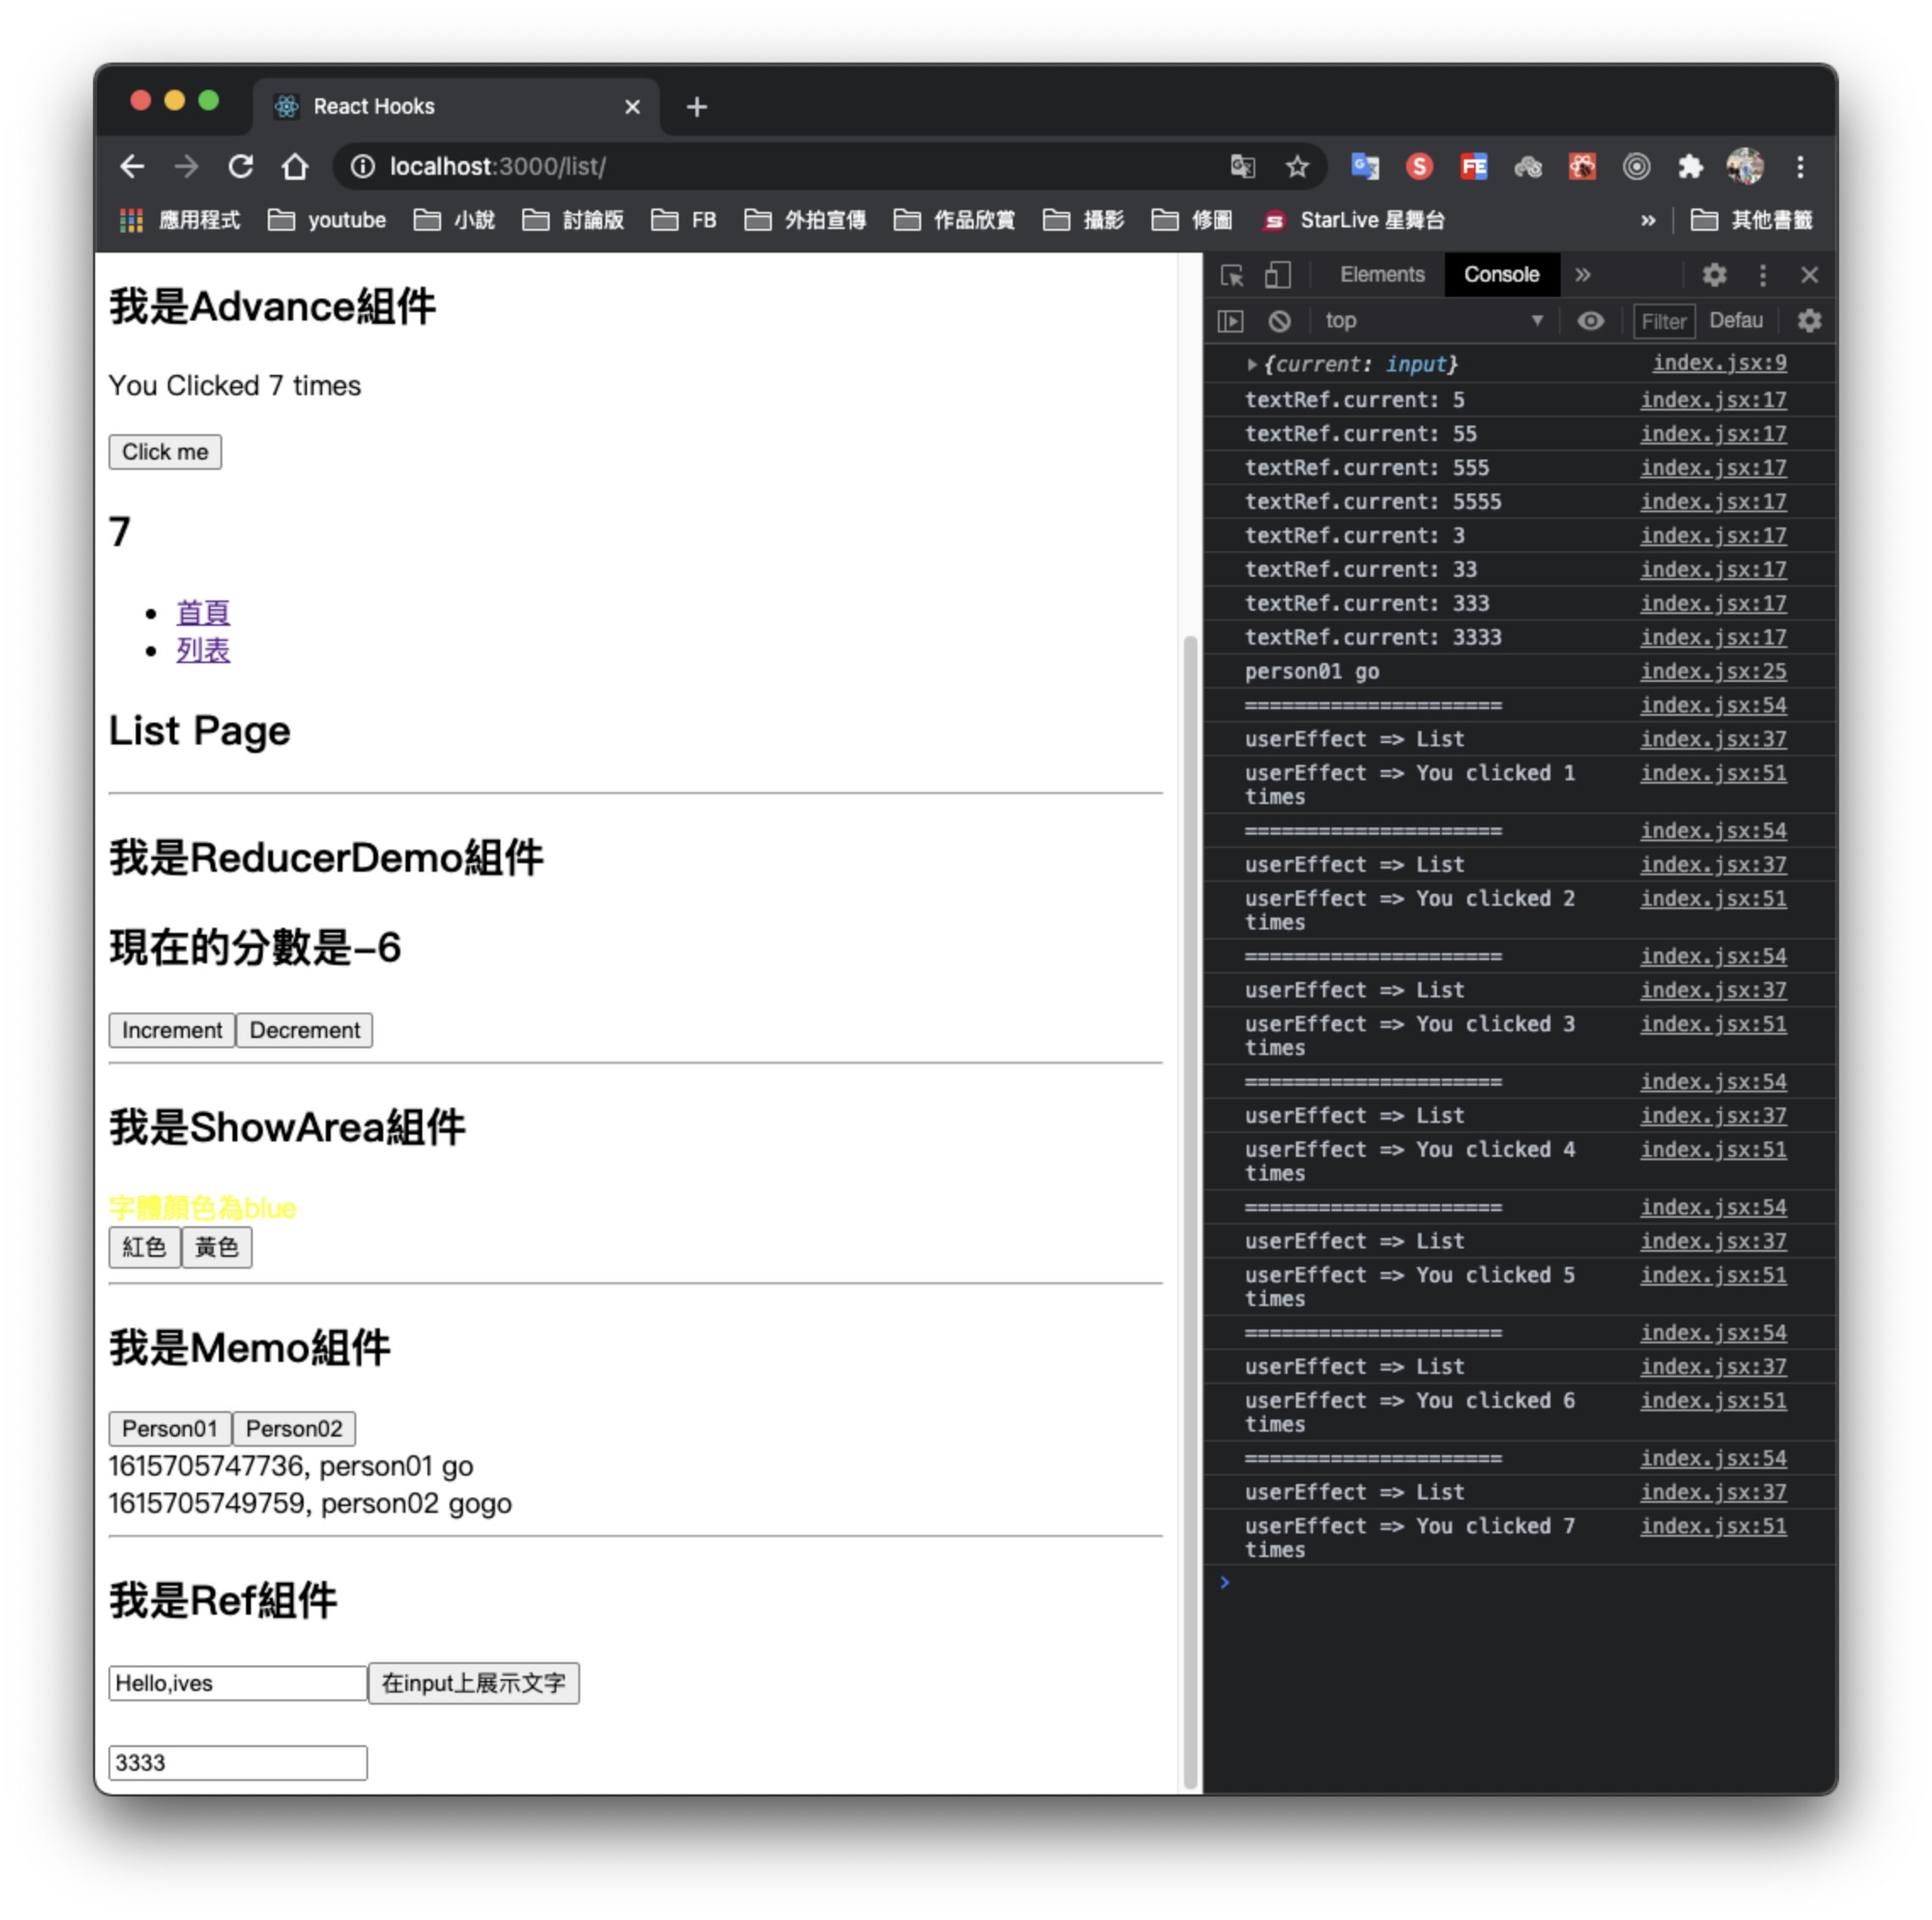 React Hooks
localhost:3000/list/
應用程式 youtube 小說 討論版 FB 外拍宣傳 作品欣賞 攝影 修圖 StarLive 星舞台 » 其他書籤
我是Advance組件
You Clicked 7 times
Click me
7
首頁
列表
List Page
我是ReducerDemo組件
現在的分數是-6
Increment Decrement
我是ShowArea組件
字體顏色為blue
紅色 黃色
我是Memo組件
Person01 Person02
1615705747736, person01 go
1615705749759, person02 gogo
我是Ref組件
Hello,ives 在input上展示文字
3333
Elements Console »
top Filter Defau
{current: input} index.jsx:9
textRef.current: 5 index.jsx:17
textRef.current: 55 index.jsx:17
textRef.current: 555 index.jsx:17
textRef.current: 5555 index.jsx:17
textRef.current: 3 index.jsx:17
textRef.current: 33 index.jsx:17
textRef.current: 333 index.jsx:17
textRef.current: 3333 index.jsx:17
person01 go index.jsx:25
===================== index.jsx:54
userEffect => List index.jsx:37
userEffect => You clicked 1 index.jsx:51
times
===================== index.jsx:54
userEffect => List index.jsx:37
userEffect => You clicked 2 index.jsx:51
times
===================== index.jsx:54
userEffect => List index.jsx:37
userEffect => You clicked 3 index.jsx:51
times
===================== index.jsx:54
userEffect => List index.jsx:37
userEffect => You clicked 4 index.jsx:51
times
===================== index.jsx:54
userEffect => List index.jsx:37
userEffect => You clicked 5 index.jsx:51
times
===================== index.jsx:54
userEffect => List index.jsx:37
userEffect => You clicked 6 index.jsx:51
times
===================== index.jsx:54
userEffect => List index.jsx:37
userEffect => You clicked 7 index.jsx:51
times